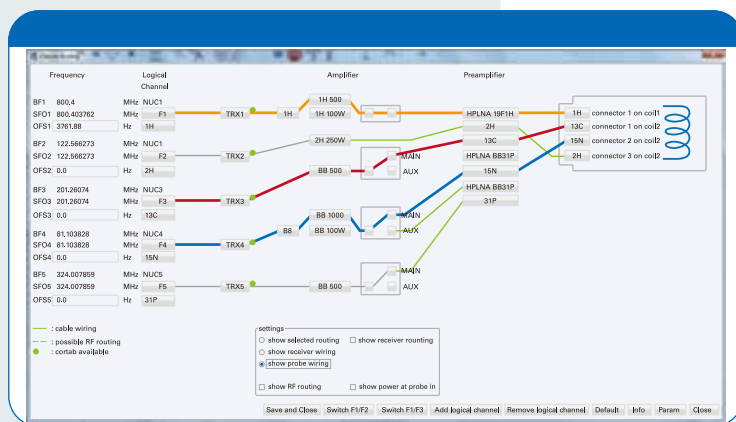 Frequency Logical Channel Amplifier Preamplifier
BF1 800.4 MHz NUC1 1H 500
SFO1 800.403762 MHz F1 TRX1 1H 1H 100W HPLNA 19F1H 1H connector 1 on coil1
OFS1 3761.88 Hz 1H 2H 13C connector 1 on coil2
BF2 122.566273 MHz NUC1 2H 250W 13C 15N connector 2 on coil2
SFO2 122.566273 MHz F2 TRX2 MAIN HPLNA BB31P 2H connector 3 on coil2
OFS2 0.0 Hz 2H BB 500 AUX 15N
BF3 201.26074 MHz NUC3 HPLNA BB31P
SFO3 201.26074 MHz F3 TRX3 31P
OFS3 0.0 Hz 13C BB 1000 MAIN
BF4 81,103828 MHz NUC4 B8 BB 100W AUX
SFO4 81.103828 MHz F4 TRX4
OFS4 0.0 Hz 15N
BF5 324.007859 MHz NUC5 MAIN
SFO5 324.007859 MHz F5 TRX5 BB 500 AUX
OFS5 0.0 Hz 31P
: cable wiring
: possible RF routing
: cortab available
settings
show selected routing show receiver rounting
show receiver wiring
show probe wiring
show RF routing show power at probe in
Save and Close Switch F1/F2 Switch F1/F3 Add logical channel Remove logical channel Default Info Param Close